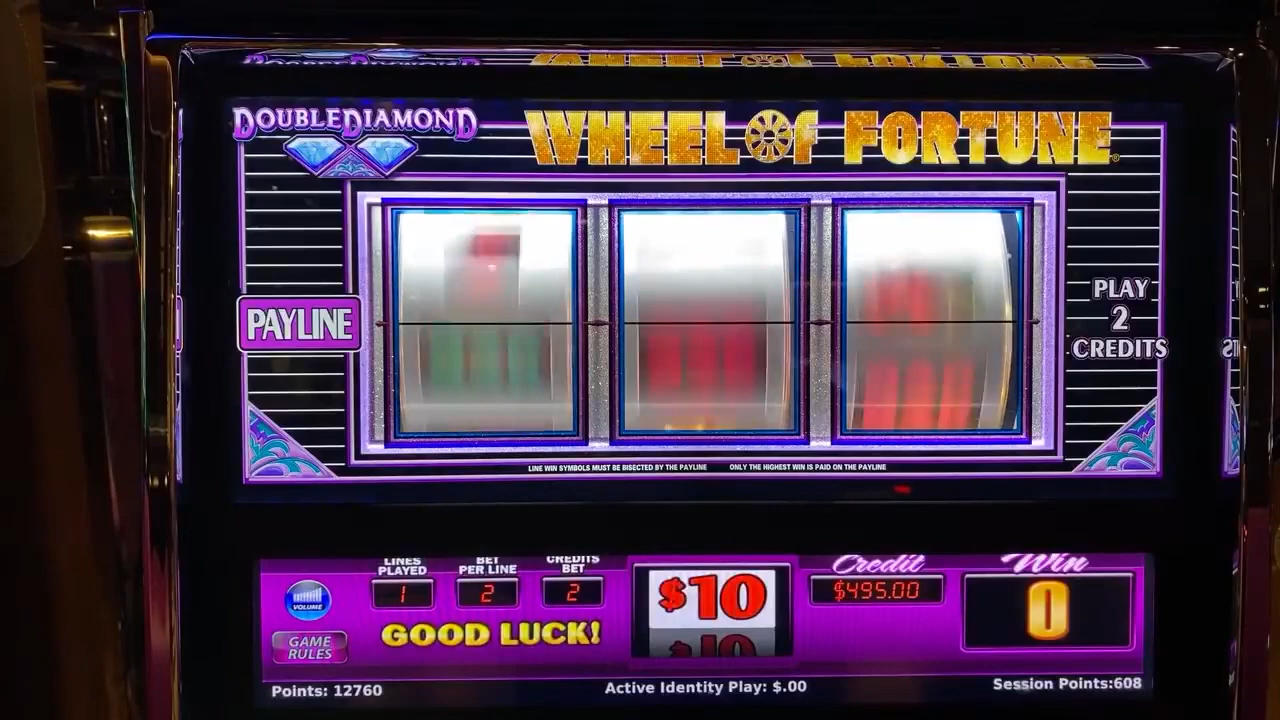 DOUBLE DIAMOND
WHEEL OF FORTUNE®
PAYLINE
PLAY
2
CREDITS
LINE WIN SYMBOLS MUST BE BISECTED BY THE PAYLINE ONLY THE HIGHEST WIN IS PAID ON THE PAYLINE
LINES
PLAYED
1
BET
PER LINE
2
CREDITS
BET
2
$10
$10
Credit
$495.00
Win
0
VOLUME
GAME
RULES
GOOD LUCK!
Points: 12760
Active Identity Play: $.00
Session Points:608